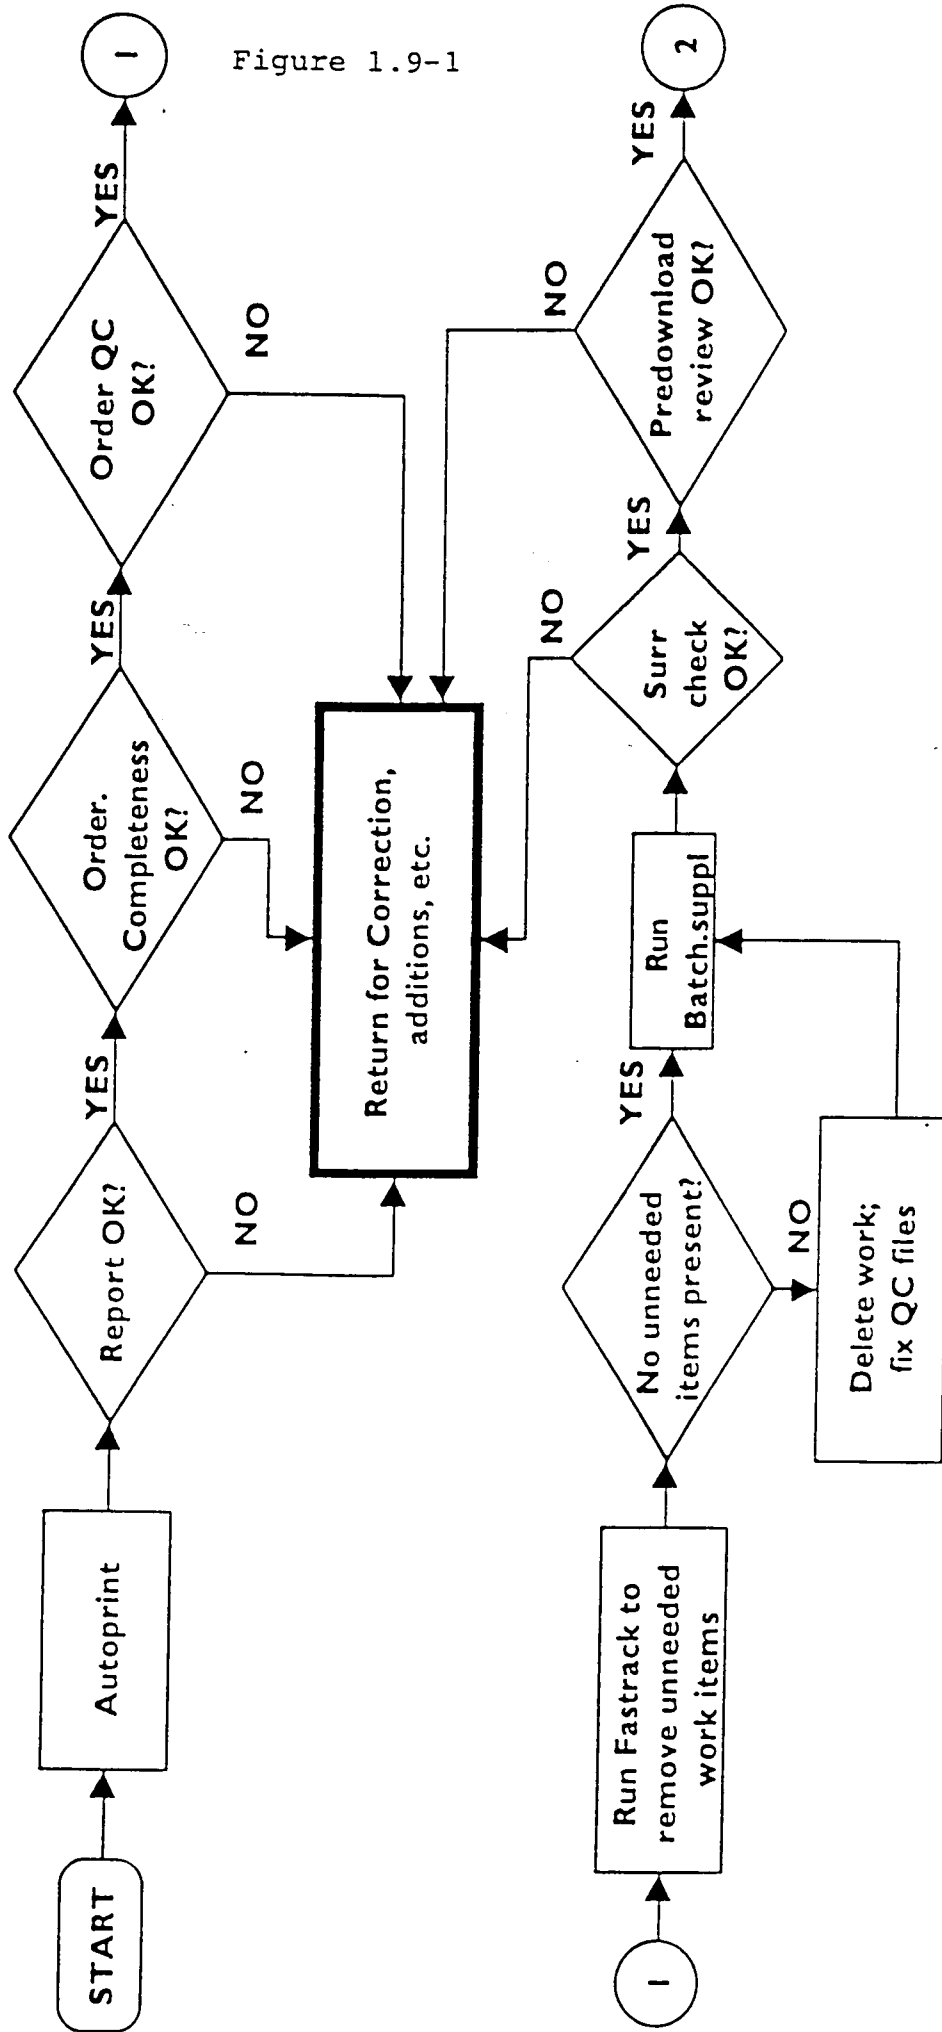 Figure 1.9-1
START
Autoprint
Report OK?
YES
NO
Order.
Completeness
OK?
YES
NO
Order QC
OK?
YES
NO
1
Return for Correction,
additions, etc.
1
Run Fastrack to
remove unneeded
work items
No unneeded
items present?
YES
NO
Delete work;
fix QC files
Run
Batch.suppl
Surr
check
OK?
YES
NO
Predownload
review OK?
YES
NO
2